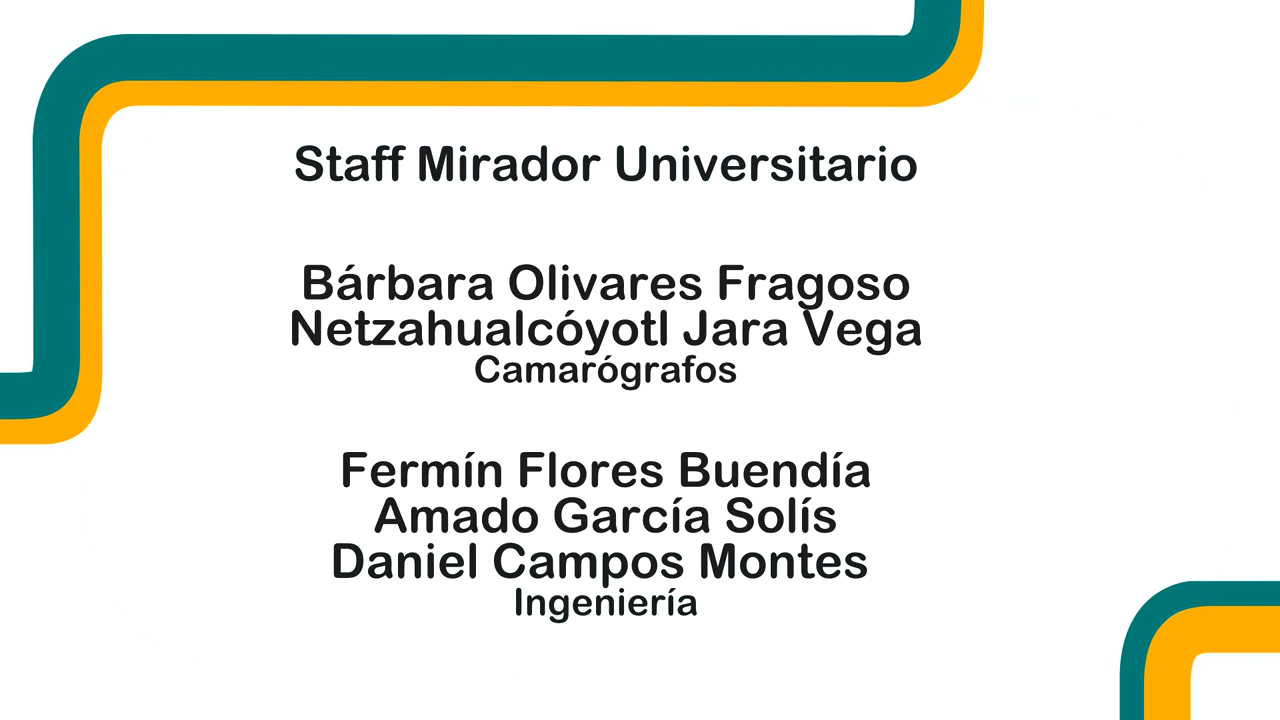 Staff Mirador Universitario
Bárbara Olivares Fragoso
Netzahualcóyotl Jara Vega
Camarógrafos
Fermín Flores Buendía
Amado García Solís
Daniel Campos Montes
Ingeniería